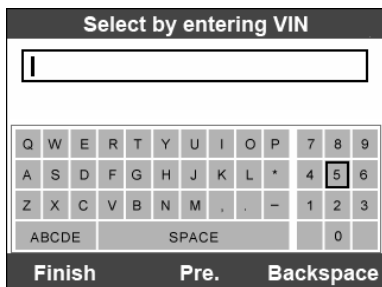 Select by entering VIN
Q W E R T Y U I O P 7 8 9
A S D F G H J K L * 4 5 6
Z X C V B N M , . – 1 2 3
ABCDE SPACE 0
Finish Pre. Backspace